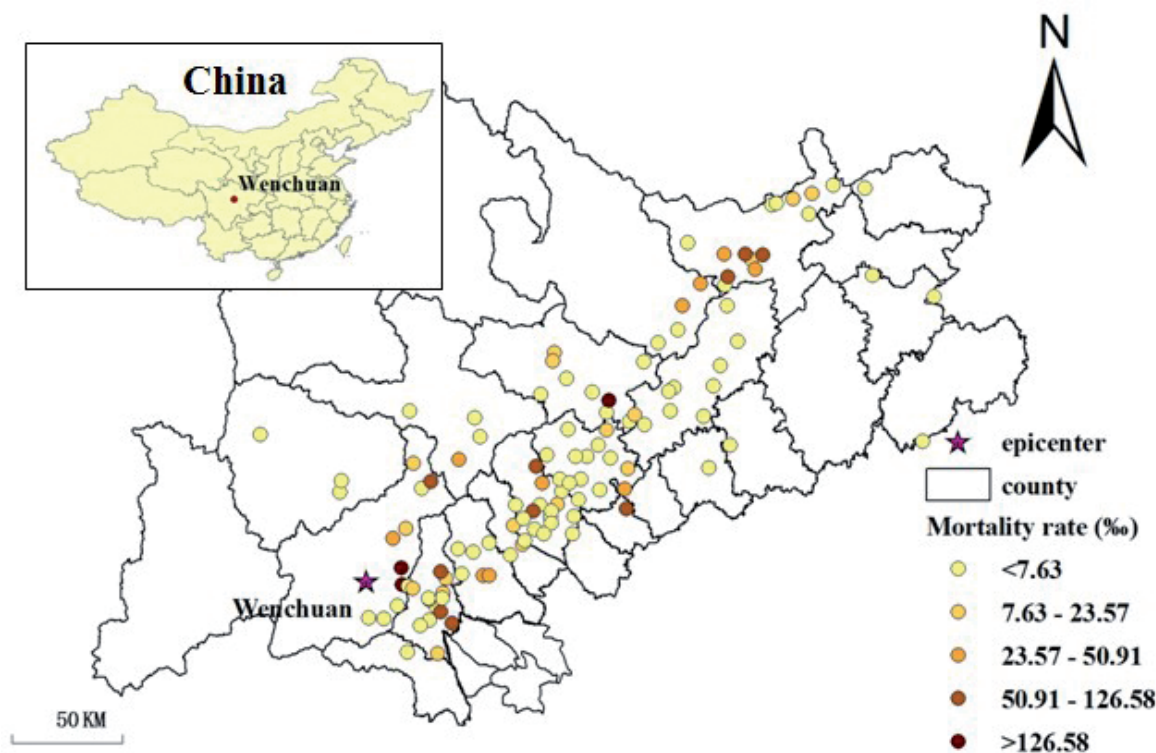 N
China
Wenchuan
Wenchuan
epicenter
county
Mortality rate (‰)
<7.63
7.63 - 23.57
23.57 - 50.91
50.91 - 126.58
>126.58
50 KM